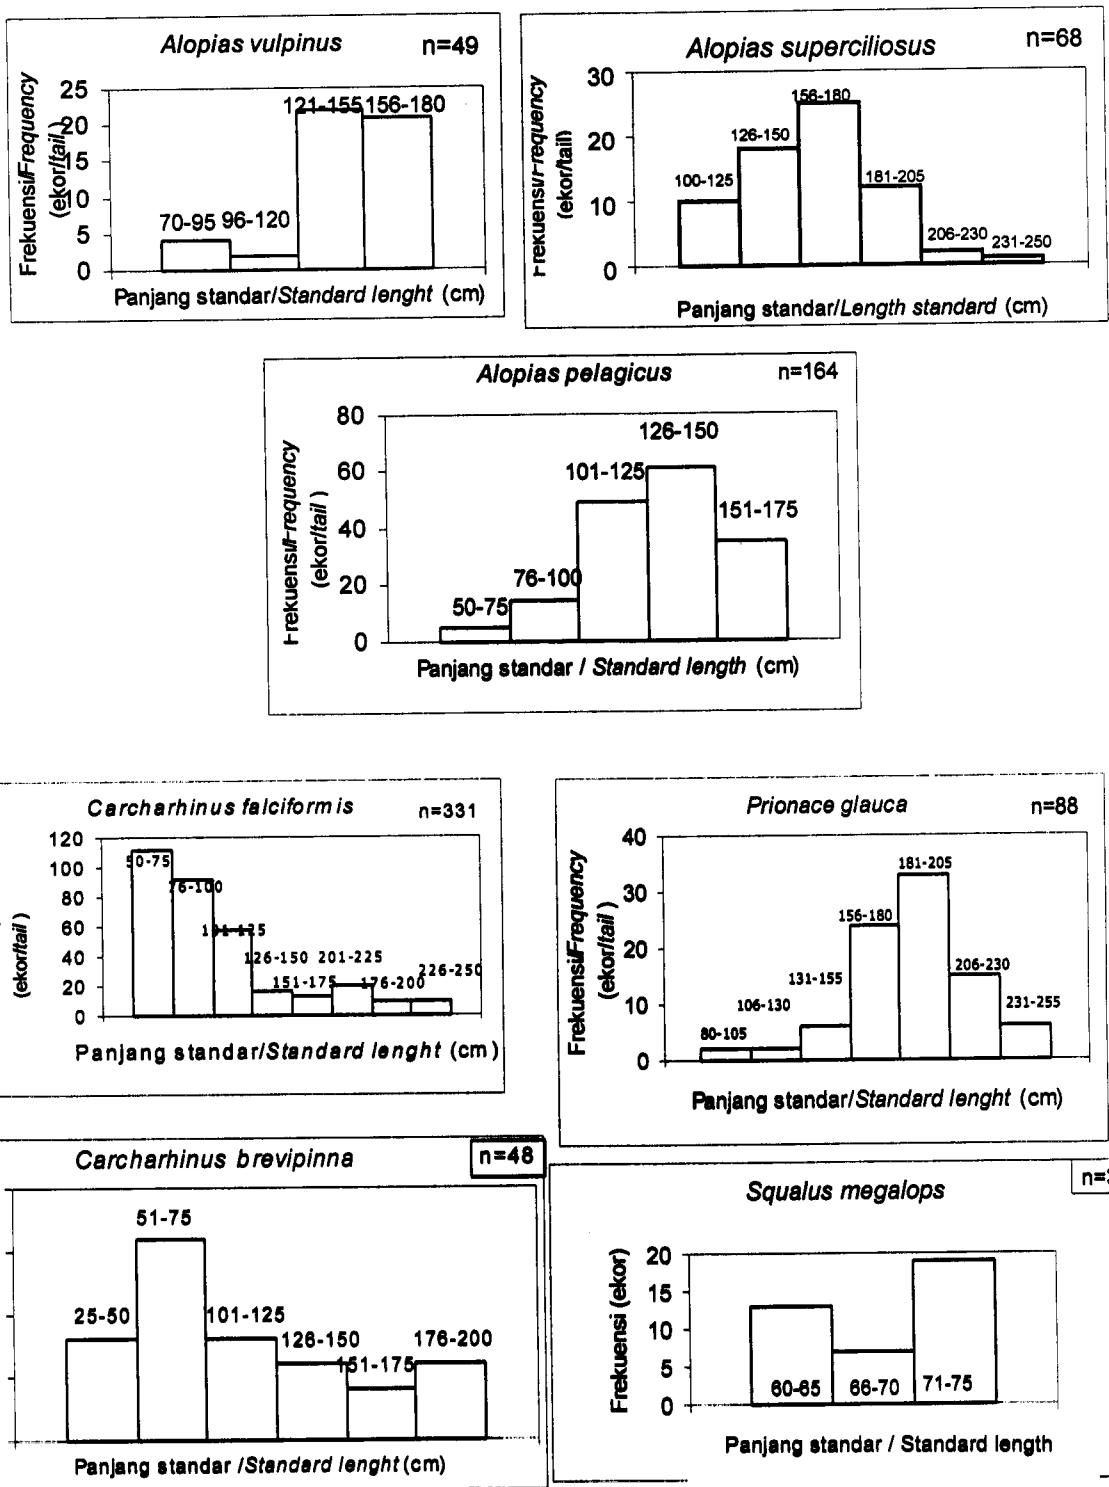 Alopias vulpinus n=49
Frekuensi/Frequency
(ekor/tail)
25
20
15
10
5
0
70-95 96-120 121-155 156-180
Panjang standar/Standard lenght (cm)
Alopias superciliosus n=68
Frekuensi/Frequency
(ekor/tail)
30
20
10
0
100-125 126-150 156-180 181-205 206-230 231-250
Panjang standar/Length standard (cm)
Alopias pelagicus n=164
Frekuensi/Frequency
(ekor/tail )
80
60
40
20
0
50-75 76-100 101-125 126-150 151-175
Panjang standar / Standard length (cm)
Carcharhinus falciformis n=331
(ekor/tail )
120
100
80
60
40
20
0
50-75 76-100 101-125 126-150 151-175 201-225 176-200 226-250
Panjang standar/Standard lenght (cm)
Prionace glauca n=88
Frekuensi/Frequency
(ekor/tail )
40
30
20
10
0
80-105 106-130 131-155 156-180 181-205 206-230 231-255
Panjang standar/Standard lenght (cm)
Carcharhinus brevipinna n=48
25-50 51-75 101-125 126-150 151-175 176-200
Panjang standar /Standard lenght (cm)
Squalus megalops
Frekuensi (ekor)
20
15
10
5
0
60-65 66-70 71-75
Panjang standar / Standard length